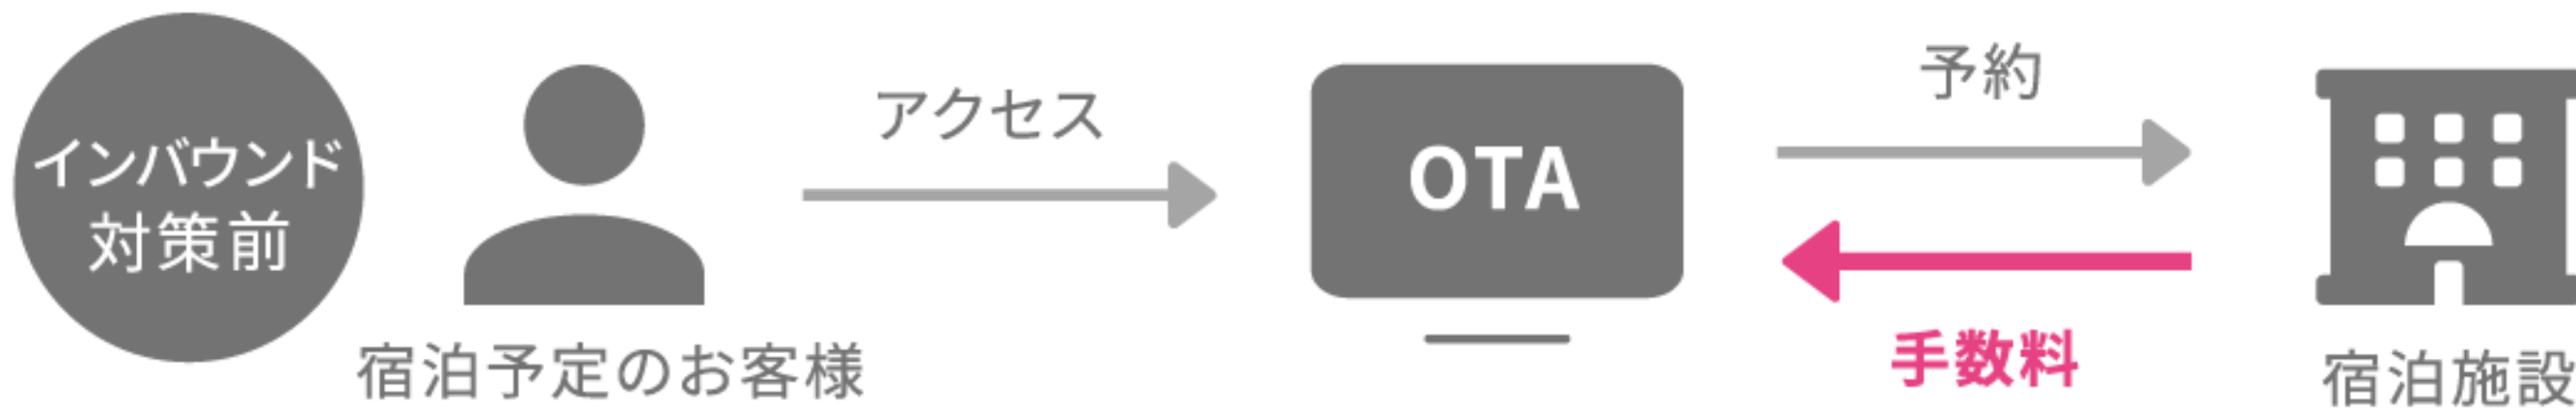 インバウンド
対策前
宿泊予定のお客様
アクセス
OTA
予約
手数料
宿泊施設